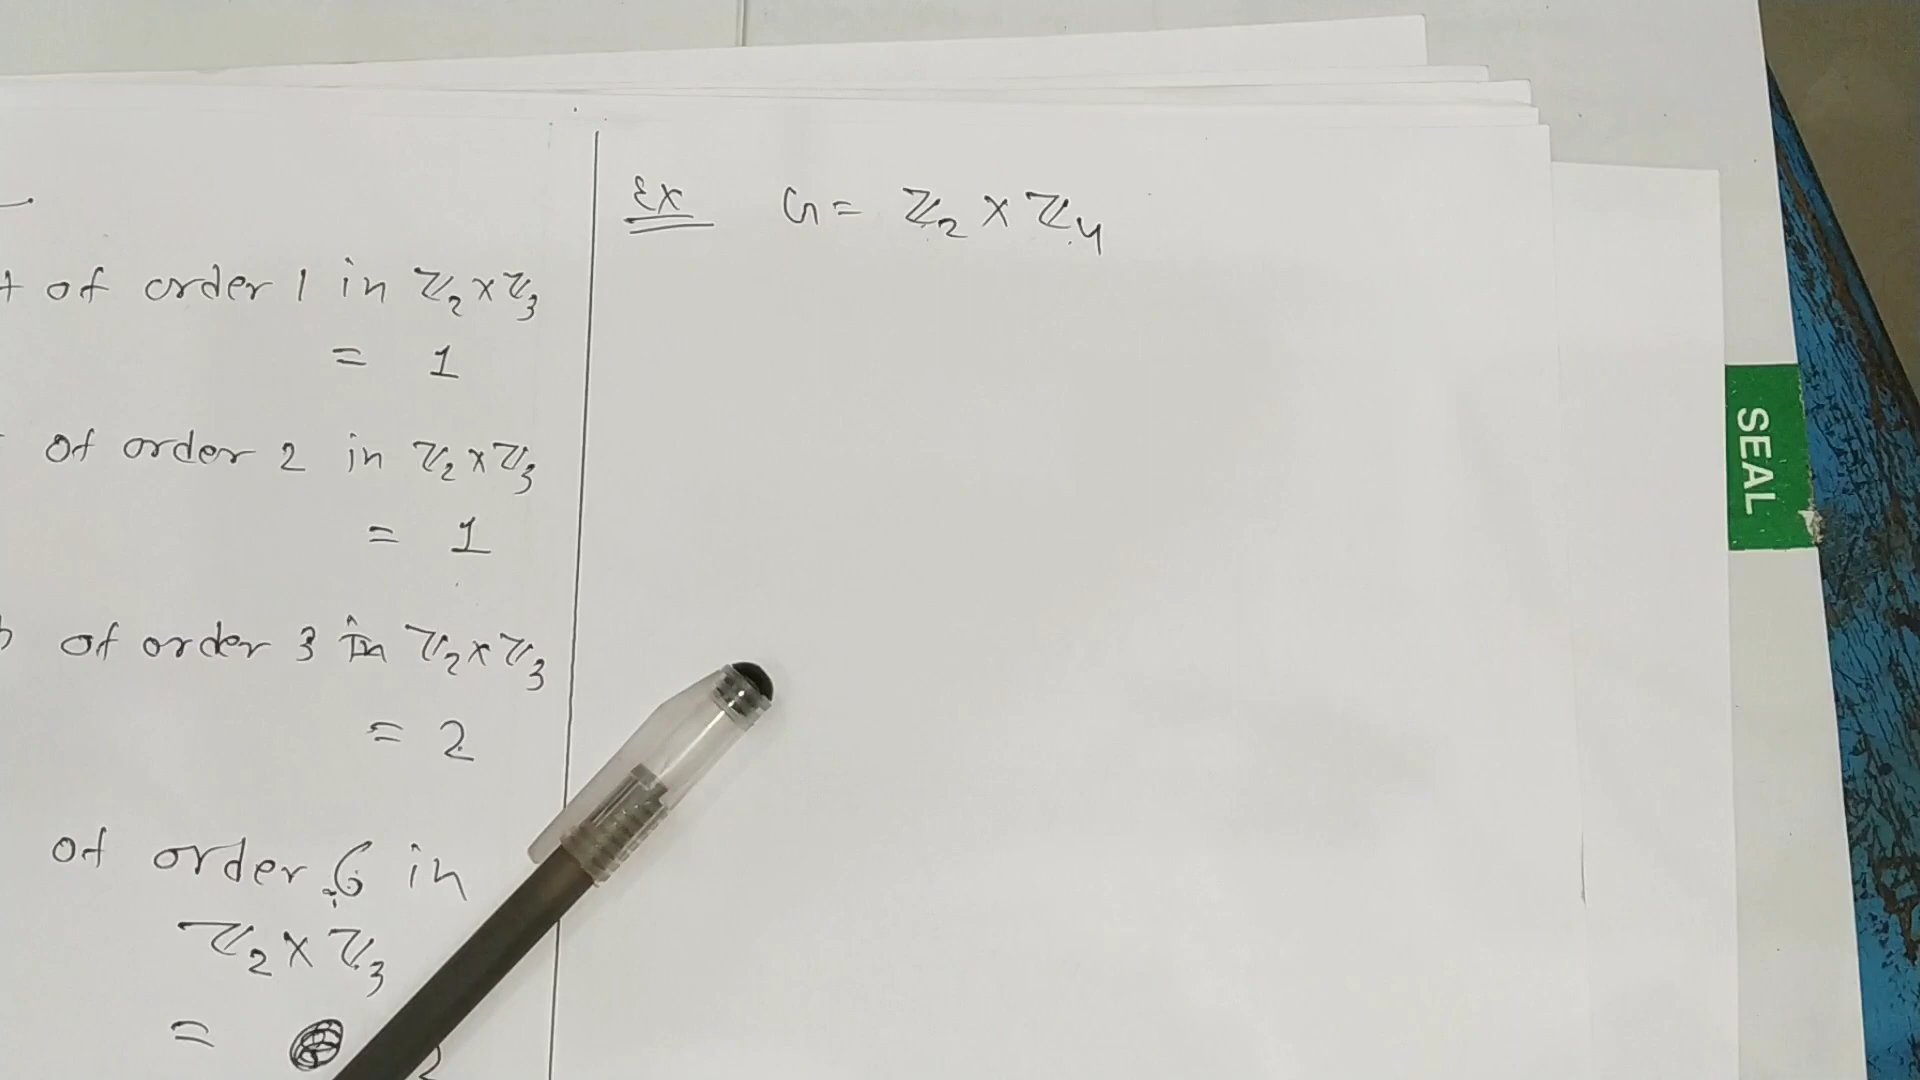 of order 1 in ℤ₂×ℤ₃
= 1
of order 2 in ℤ₂×ℤ₃
= 1
of order 3 in ℤ₂×ℤ₃
= 2
of order 6 in
ℤ₂×ℤ₃
=
Ex G = ℤ₂ × ℤ₄
SEAL